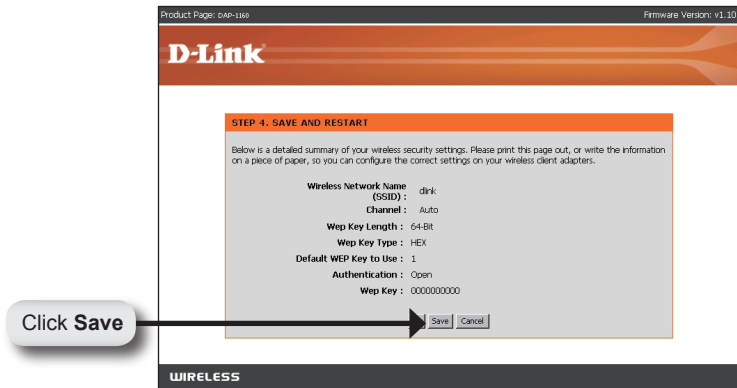 Product Page: DAP-1160 Firmware Version: v1.10
D-Link
STEP 4. SAVE AND RESTART
Below is a detailed summary of your wireless security settings. Please print this page out, or write the information
on a piece of paper, so you can configure the correct settings on your wireless client adapters.
Wireless Network Name
(SSID) : dlink
Channel : Auto
Wep Key Length : 64-Bit
Wep Key Type : HEX
Default WEP Key to Use : 1
Authentication : Open
Wep Key : 0000000000
Click Save
Save Cancel
WIRELESS